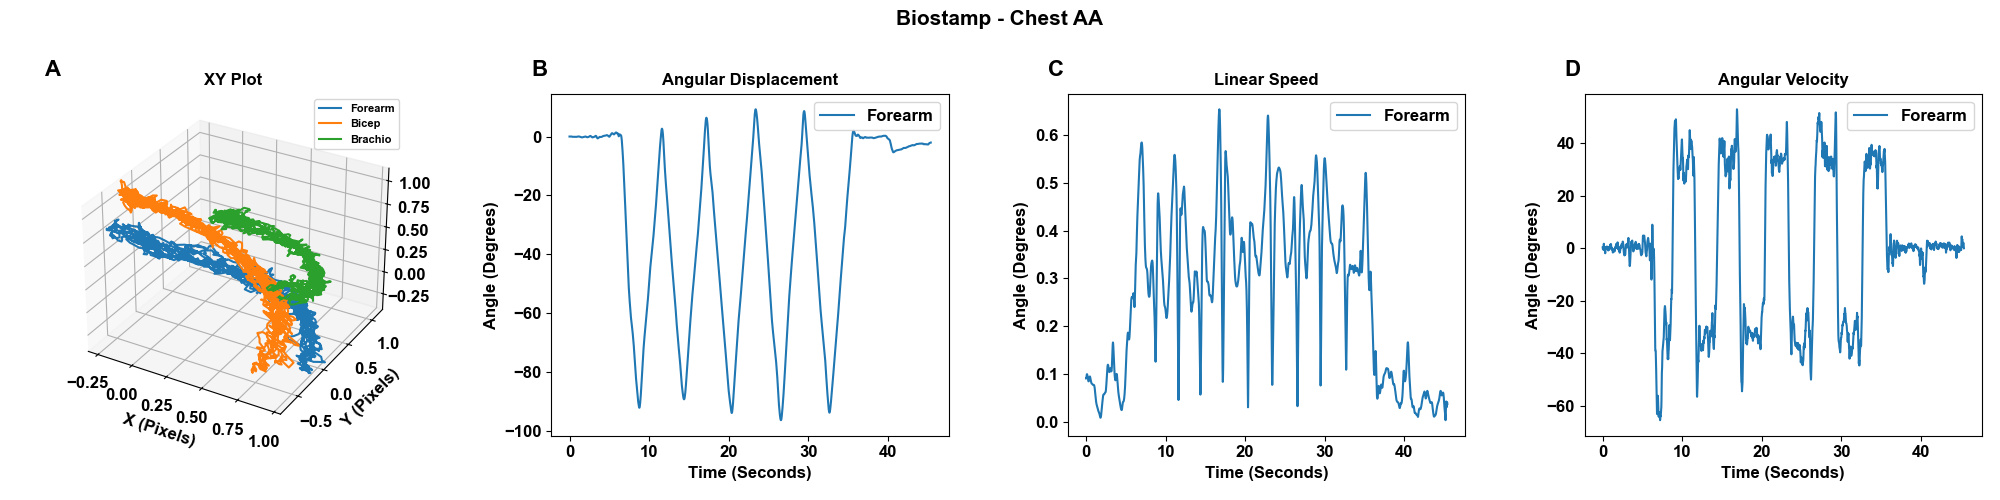 Biostamp - Chest AA
A
XY Plot
Forearm
Bicep
Brachio
1.00
0.75
0.50
0.25
0.00
−0.25
1.0
0.5
0.0
−0.5
Y (Pixels)
−0.25
0.00
0.25
0.50
0.75
1.00
X (Pixels)
B
Angular Displacement
Forearm
0
−20
−40
−60
−80
−100
Angle (Degrees)
0 10 20 30 40
Time (Seconds)
C
Linear Speed
Forearm
0.6
0.5
0.4
0.3
0.2
0.1
0.0
Angle (Degrees)
0 10 20 30 40
Time (Seconds)
D
Angular Velocity
Forearm
40
20
0
−20
−40
−60
Angle (Degrees)
0 10 20 30 40
Time (Seconds)